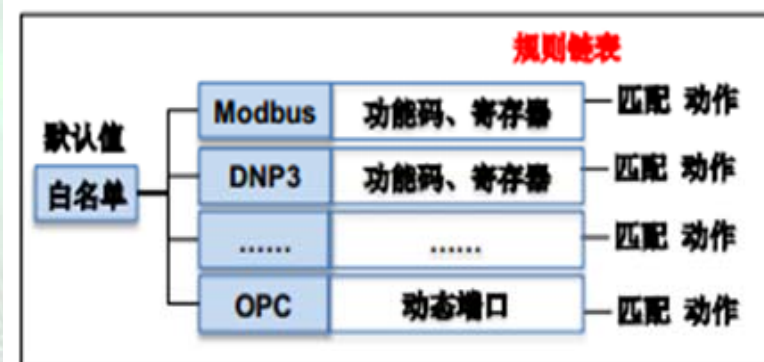 规则链表
默认值
白名单
Modbus 功能码、寄存器 匹配 动作
DNP3 功能码、寄存器 匹配 动作
...... ...... 匹配 动作
OPC 动态端口 匹配 动作